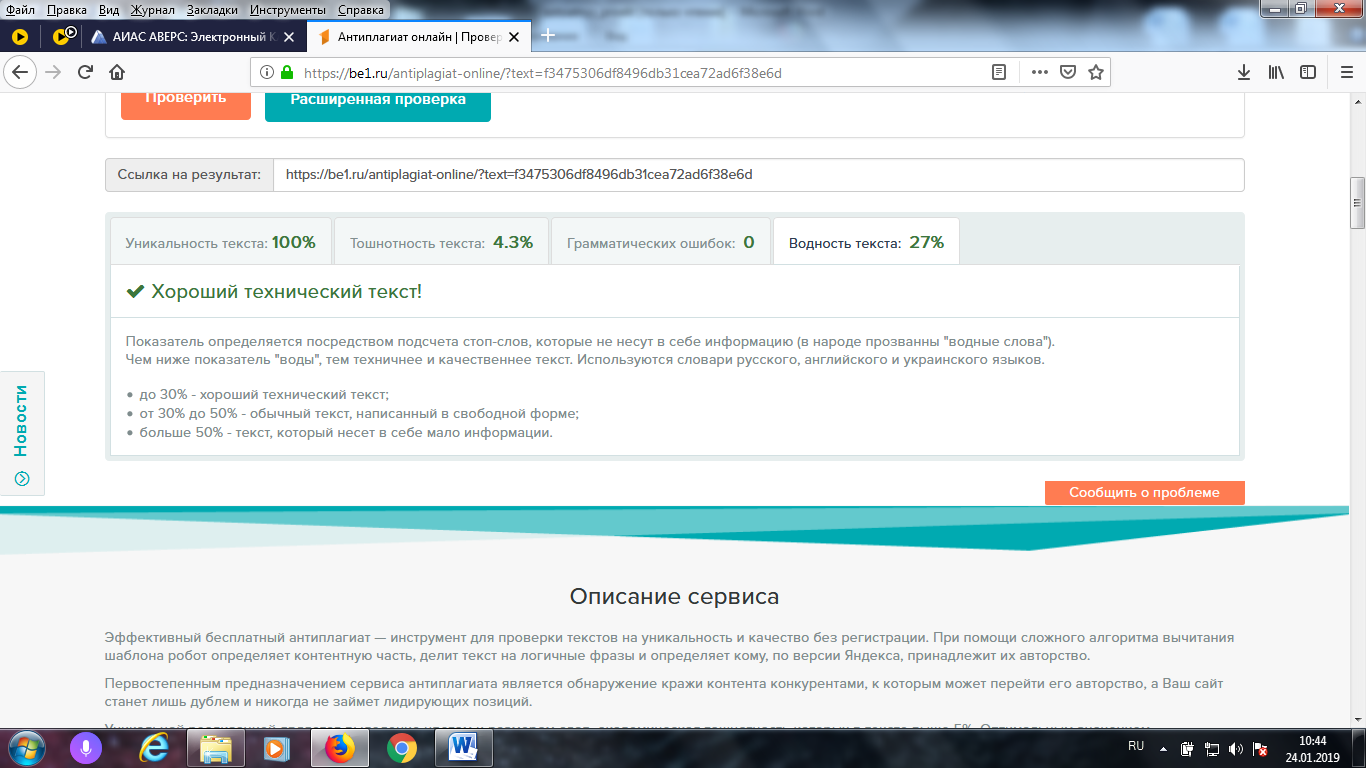 Файл Правка Вид Журнал Закладки Инструменты Справка
АИАС АВЕРС: Электронный К
Антиплагиат онлайн | Провер
https://be1.ru/antiplagiat-online/?text=f3475306df8496db31cea72ad6f38e6d
Проверить
Расширенная проверка
Ссылка на результат:
https://be1.ru/antiplagiat-online/?text=f3475306df8496db31cea72ad6f38e6d
Уникальность текста: 100%
Тошнотность текста: 4.3%
Грамматических ошибок: 0
Водность текста: 27%
Хороший технический текст!
Показатель определяется посредством подсчета стоп-слов, которые не несут в себе информацию (в народе прозванны "водные слова").
Чем ниже показатель "воды", тем техничнее и качественнее текст. Используются словари русского, английского и украинского языков.
• до 30% - хороший технический текст;
• от 30% до 50% - обычный текст, написанный в свободной форме;
• больше 50% - текст, который несет в себе мало информации.
Новости
Сообщить о проблеме
Описание сервиса
Эффективный бесплатный антиплагиат — инструмент для проверки текстов на уникальность и качество без регистрации. При помощи сложного алгоритма вычитания
шаблона робот определяет контентную часть, делит текст на логичные фразы и определяет кому, по версии Яндекса, принадлежит их авторство.
Первостепенным предназначением сервиса антиплагиата является обнаружение кражи контента конкурентами, к которым может перейти его авторство, а Ваш сайт
станет лишь дублем и никогда не займет лидирующих позиций.
RU
10:44
24.01.2019